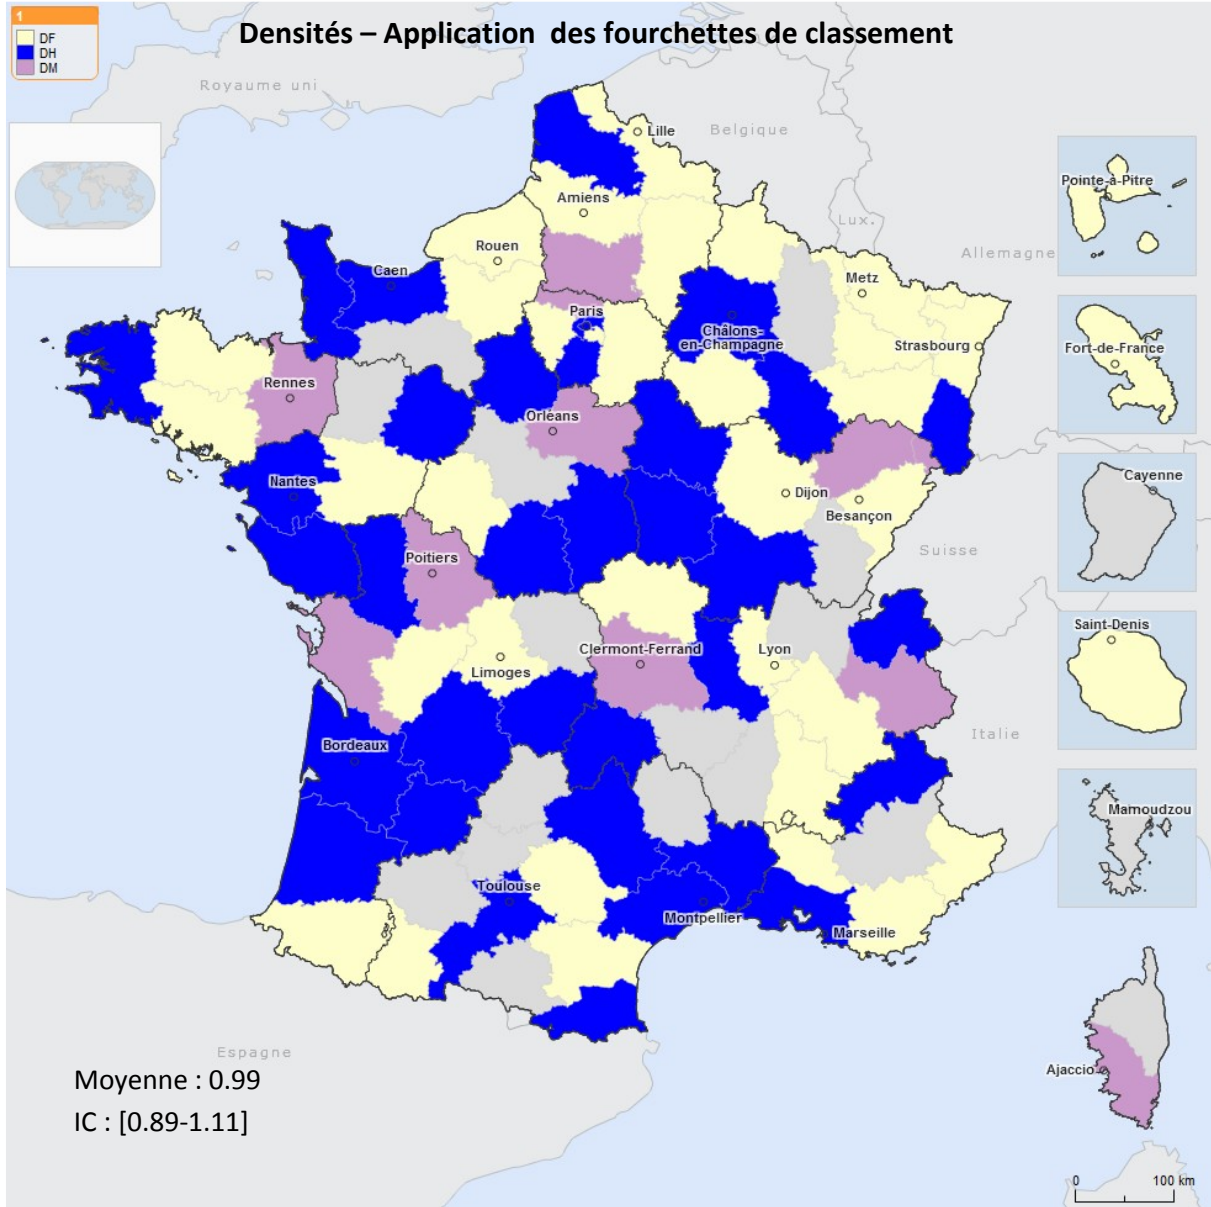 Densités – Application des fourchettes de classement
1
DF
DH
DM
Royaume uni
Belgique
Lille
Pointe-à-Pitre
Amiens
Lux.
Rouen
Allemagne
Caen
Metz
Paris
Châlons-
en-Champagne
Strasbourg
Fort-de-France
Rennes
Orléans
Cayenne
Nantes
Dijon
Besançon
Suisse
Poitiers
Saint-Denis
Clermont-Ferrand
Lyon
Limoges
Italie
Bordeaux
Mamoudzou
Toulouse
Montpellier
Marseille
Espagne
Ajaccio
Moyenne : 0.99
IC : [0.89-1.11]
0 100 km